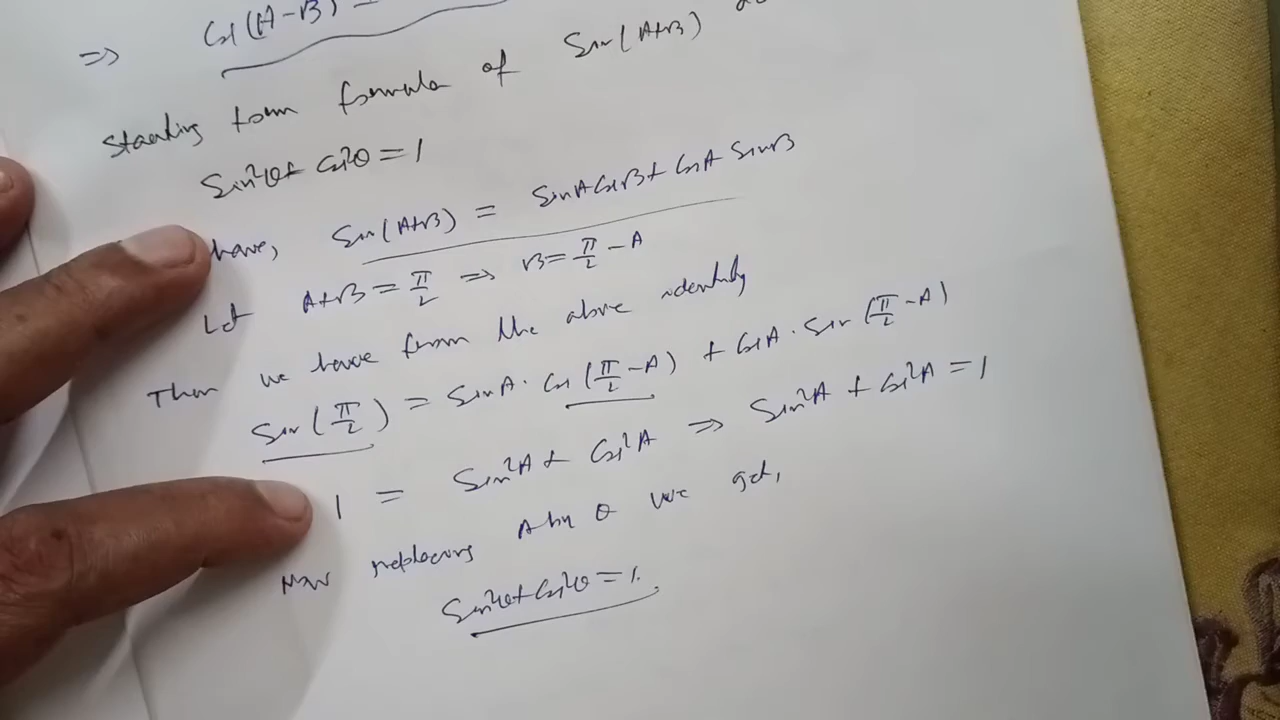 ⇒ Cos(A-B) =
Starting from formula of Sin(A+B)
Sin²θ + Cos²θ = 1
have, Sin(A+B) = SinA CosB + CosA SinB
Let A+B = π/2 ⇒ B = π/2 - A
Then we have from the above identity
Sin(π/2) = SinA · Cos(π/2 - A) + CosA · Sin(π/2 - A)
1 = Sin²A + Cos²A ⇒ Sin²A + Cos²A = 1
Now replacing A by θ we get,
Sin²θ + Cos²θ = 1.